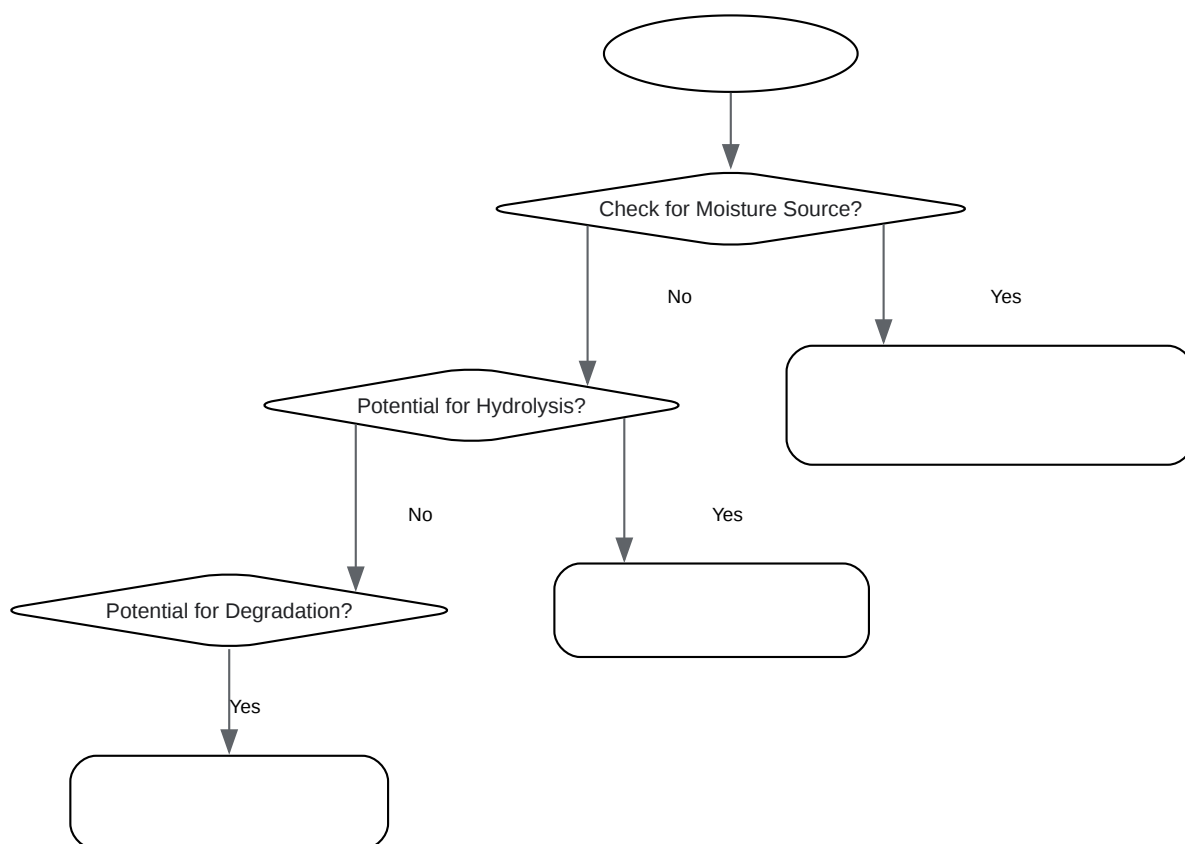 Check for Moisture Source?
No
Yes
Potential for Hydrolysis?
No
Yes
Potential for Degradation?
Yes